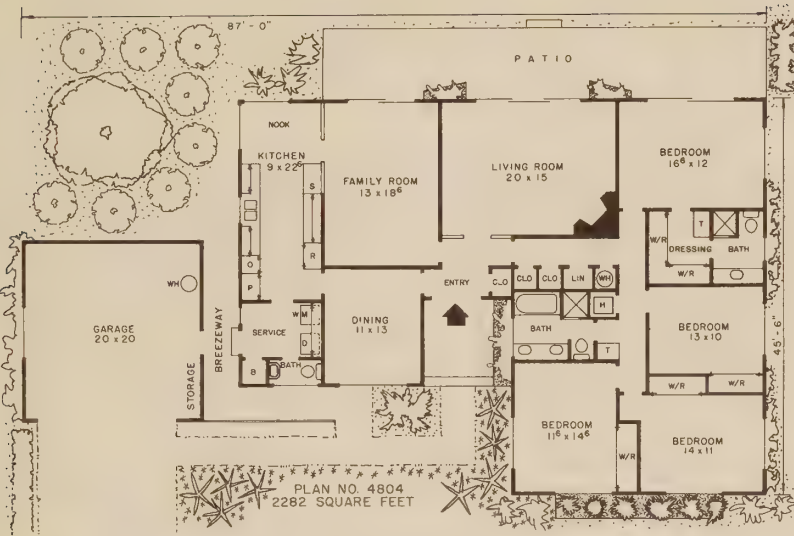 87'-0"
PATIO
NOOK
KITCHEN
9 x 22⁶
FAMILY ROOM
13 x 18⁶
LIVING ROOM
20 x 15
BEDROOM
16⁶ x 12
S
R
O
P
W/R
T
DRESSING
BATH
W/R
ENTRY
CLO
CLO
CLO
LIN
WH
H
WH
GARAGE
20 x 20
BREEZEWAY
STORAGE
SERVICE
W M
D
B
BATH
DINING
11 x 13
BATH
T
BEDROOM
13 x 10
W/R
W/R
45'-6"
BEDROOM
11⁶ x 14⁶
W/R
BEDROOM
14 x 11
PLAN NO. 4804
2282 SQUARE FEET